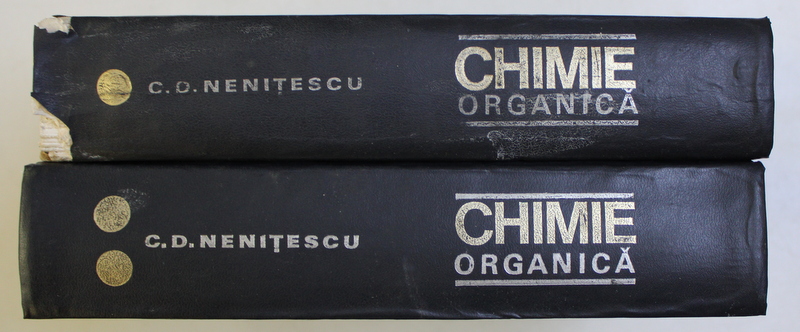 C.D.NENIȚESCU
CHIMIE
ORGANICĂ
C.D.NENIȚESCU
CHIMIE
ORGANICĂ